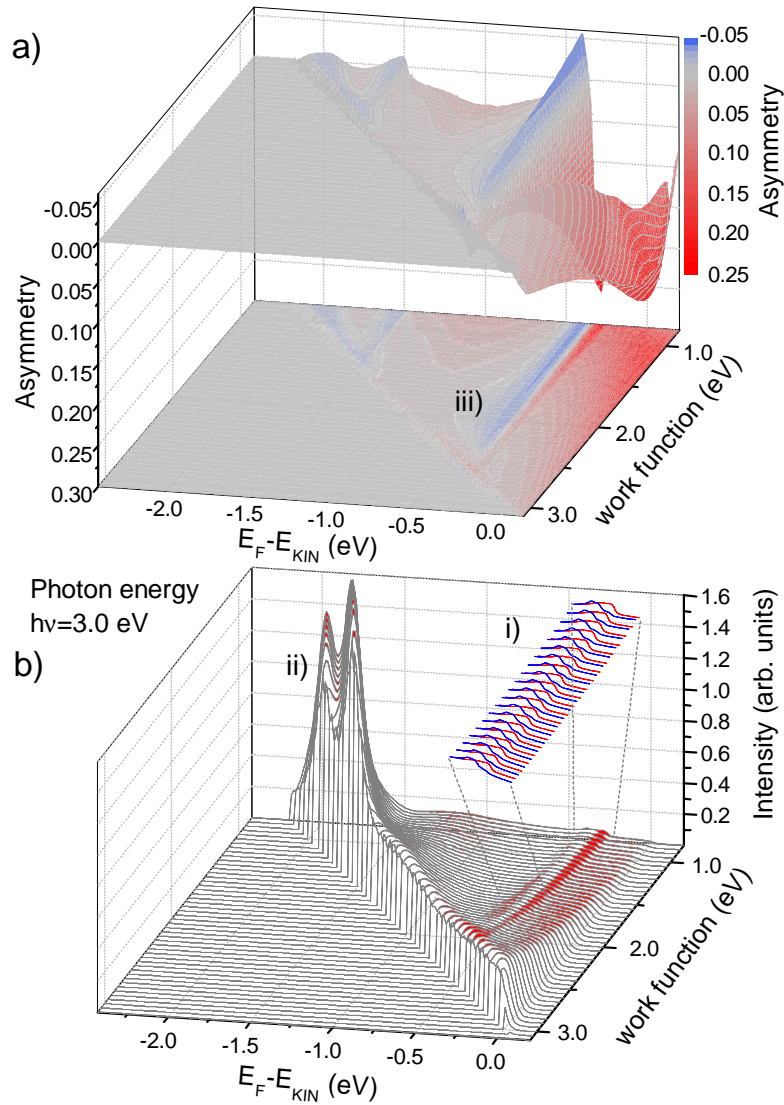 a)
-0.05
0.00
0.05
0.10
0.15
0.20
0.25
Asymmetry
-0.05
0.00
0.05
0.10
0.15
0.20
0.25
0.30
Asymmetry
iii)
1.0
2.0
3.0
work function (eV)
-2.0
-1.5
-1.0
-0.5
0.0
E_F-E_KIN (eV)
Photon energy
hν=3.0 eV
b)
i)
ii)
1.6
1.4
1.2
1.0
0.8
0.6
0.4
0.2
Intensity (arb. units)
1.0
2.0
3.0
work function (eV)
-2.0
-1.5
-1.0
-0.5
0.0
E_F-E_KIN (eV)